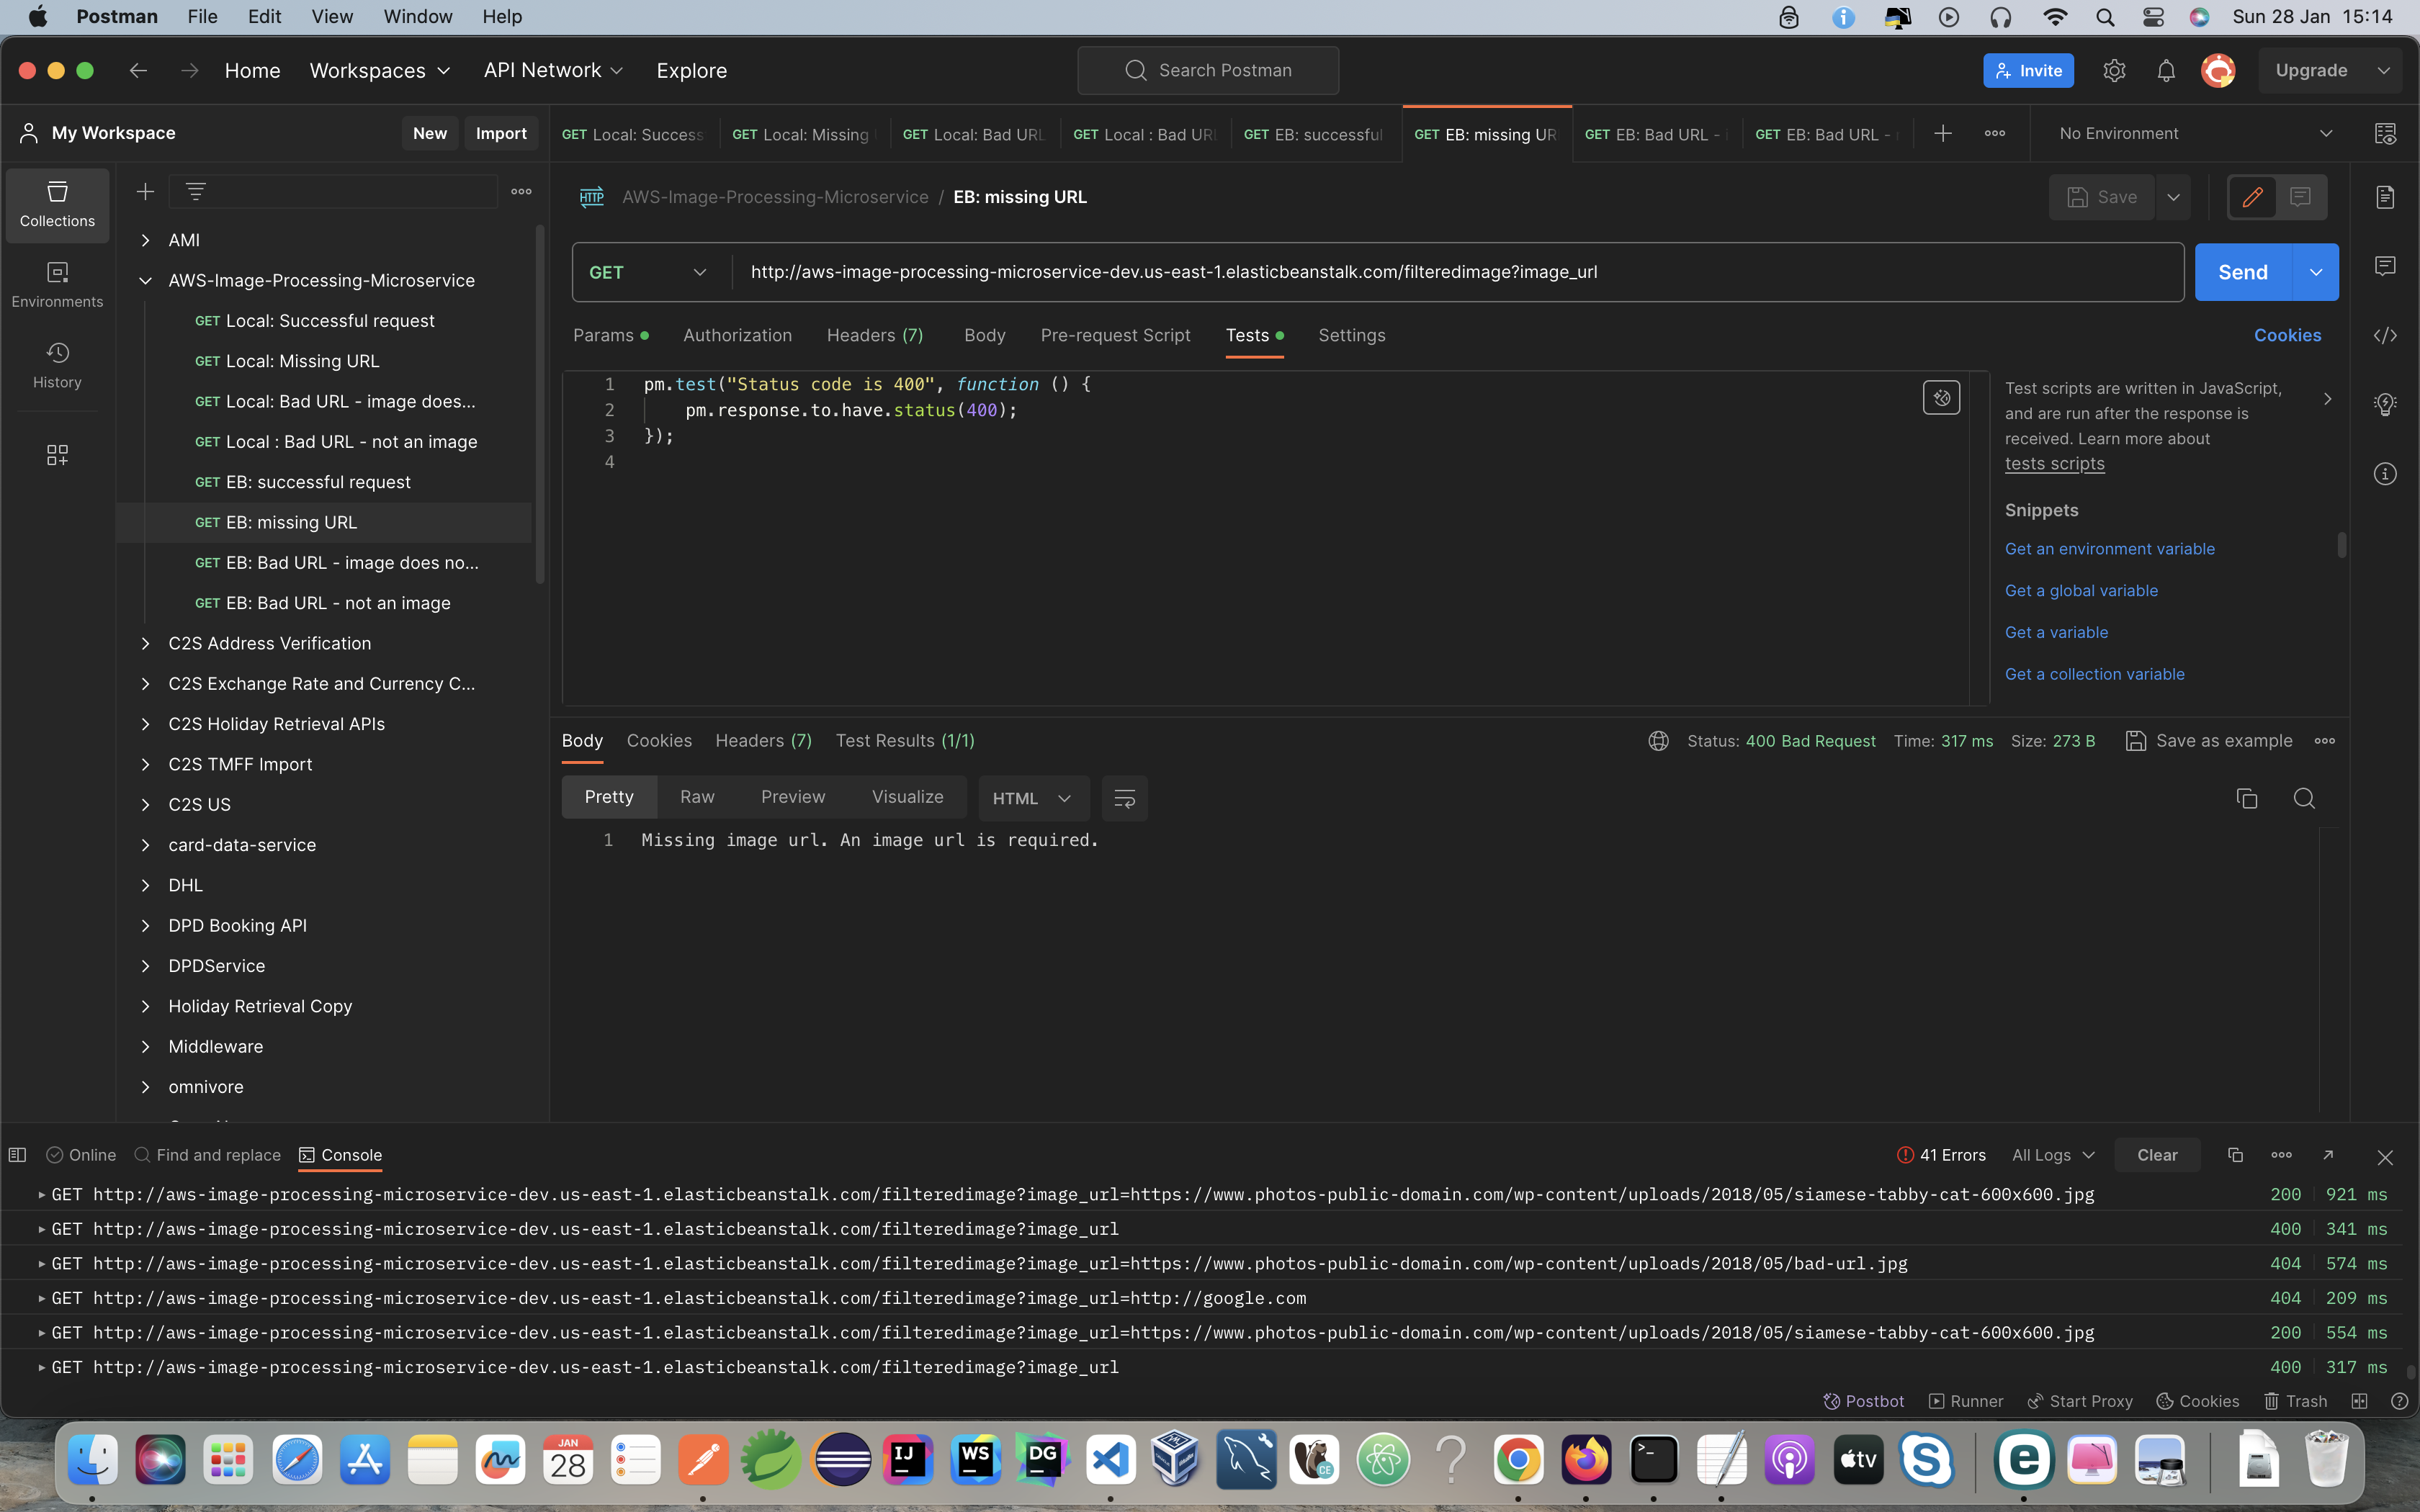 Postman File Edit View Window Help Sun 28 Jan 15:14
Home Workspaces API Network Explore Search Postman Invite Upgrade
My Workspace New Import
GET Local: Success GET Local: Missing GET Local: Bad URL GET Local : Bad UR GET EB: successful GET EB: missing UR GET EB: Bad URL - GET EB: Bad URL - No Environment
Collections
Environments
History
AMI
AWS-Image-Processing-Microservice
GET Local: Successful request
GET Local: Missing URL
GET Local: Bad URL - image does...
GET Local : Bad URL - not an image
GET EB: successful request
GET EB: missing URL
GET EB: Bad URL - image does no...
GET EB: Bad URL - not an image
C2S Address Verification
C2S Exchange Rate and Currency C...
C2S Holiday Retrieval APIs
C2S TMFF Import
C2S US
card-data-service
DHL
DPD Booking API
DPDService
Holiday Retrieval Copy
Middleware
omnivore
HTTP AWS-Image-Processing-Microservice / EB: missing URL Save
GET http://aws-image-processing-microservice-dev.us-east-1.elasticbeanstalk.com/filteredimage?image_url Send
Params Authorization Headers (7) Body Pre-request Script Tests Settings Cookies
1 pm.test("Status code is 400", function () {
2 pm.response.to.have.status(400);
3 });
4
Test scripts are written in JavaScript,
and are run after the response is
received. Learn more about
tests scripts
Snippets
Get an environment variable
Get a global variable
Get a variable
Get a collection variable
Body Cookies Headers (7) Test Results (1/1) Status: 400 Bad Request Time: 317 ms Size: 273 B Save as example
Pretty Raw Preview Visualize HTML
1 Missing image url. An image url is required.
Online Find and replace Console 41 Errors All Logs Clear
GET http://aws-image-processing-microservice-dev.us-east-1.elasticbeanstalk.com/filteredimage?image_url=https://www.photos-public-domain.com/wp-content/uploads/2018/05/siamese-tabby-cat-600x600.jpg 200 921 ms
GET http://aws-image-processing-microservice-dev.us-east-1.elasticbeanstalk.com/filteredimage?image_url 400 341 ms
GET http://aws-image-processing-microservice-dev.us-east-1.elasticbeanstalk.com/filteredimage?image_url=https://www.photos-public-domain.com/wp-content/uploads/2018/05/bad-url.jpg 404 574 ms
GET http://aws-image-processing-microservice-dev.us-east-1.elasticbeanstalk.com/filteredimage?image_url=http://google.com 404 209 ms
GET http://aws-image-processing-microservice-dev.us-east-1.elasticbeanstalk.com/filteredimage?image_url=https://www.photos-public-domain.com/wp-content/uploads/2018/05/siamese-tabby-cat-600x600.jpg 200 554 ms
GET http://aws-image-processing-microservice-dev.us-east-1.elasticbeanstalk.com/filteredimage?image_url 400 317 ms
Postbot Runner Start Proxy Cookies Trash
JAN
28
IJ WS DG CE tv